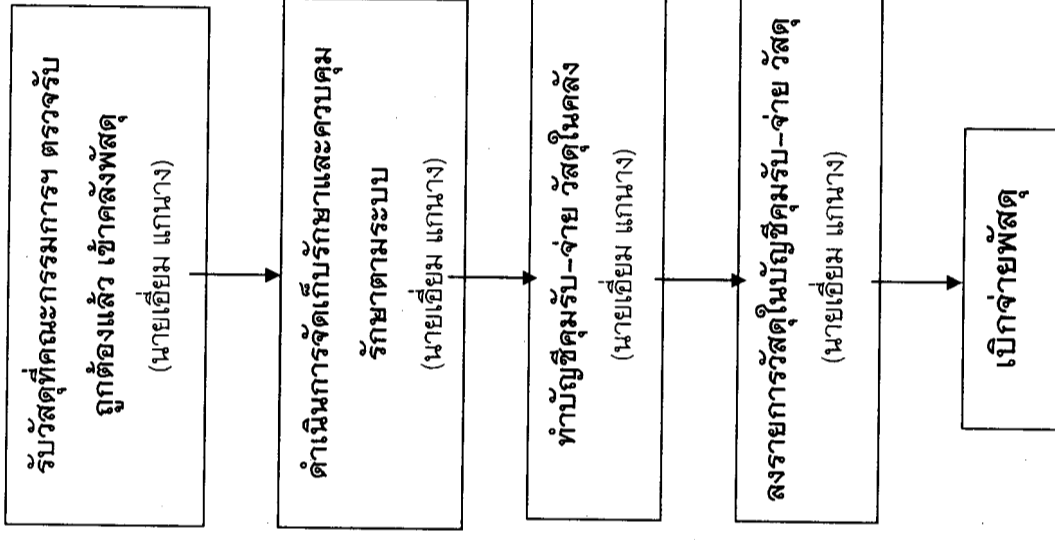 รับวัสดุที่คณะกรรมการฯ ตรวจรับ
ถูกต้องแล้ว เข้าคลังพัสดุ
(นายเอี่ยม แกนาง)
ดำเนินการจัดเก็บรักษาและควบคุม
รักษาตามระบบ
(นายเอี่ยม แกนาง)
ทำบัญชีคุมรับ-จ่าย วัสดุในคลัง
(นายเอี่ยม แกนาง)
ลงรายการวัสดุในบัญชีคุมรับ-จ่าย วัสดุ
(นายเอี่ยม แกนาง)
เบิกจ่ายพัสดุ